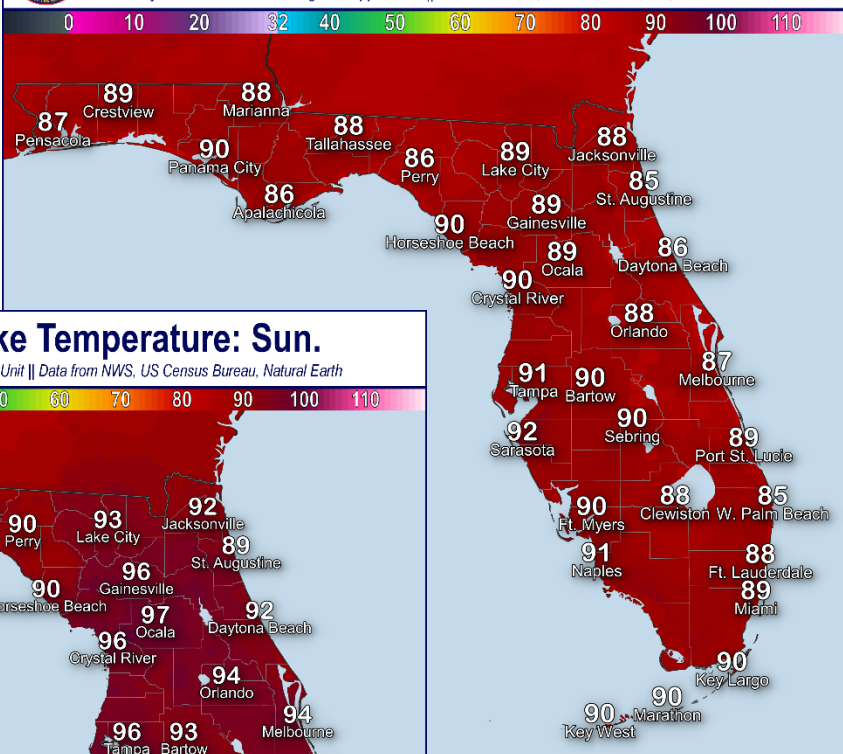 0 10 20 32 40 50 60 70 80 90 100 110
89
Crestview
88
Marianna
87
Pensacola
88
Tallahassee
90
Panama City
86
Perry
89
Lake City
88
Jacksonville
86
Apalachicola
85
St. Augustine
89
Gainesville
90
Horseshoe Beach
89
Ocala
86
Daytona Beach
90
Crystal River
88
Orlando
87
Melbourne
91
Tampa
90
Bartow
92
Sarasota
90
Sebring
89
Port St. Lucie
90
Ft. Myers
88
Clewiston
85
W. Palm Beach
91
Naples
88
Ft. Lauderdale
89
Miami
90
Key Largo
90
Marathon
90
Key West
ke Temperature: Sun.
Unit || Data from NWS, US Census Bureau, Natural Earth
0 60 70 80 90 100 110
90
Perry
93
Lake City
92
Jacksonville
89
St. Augustine
96
Gainesville
90
orseshoe Beach
97
Ocala
92
Daytona Beach
96
Crystal River
94
Orlando
94
Melbourne
96
Tampa
93
Bartow